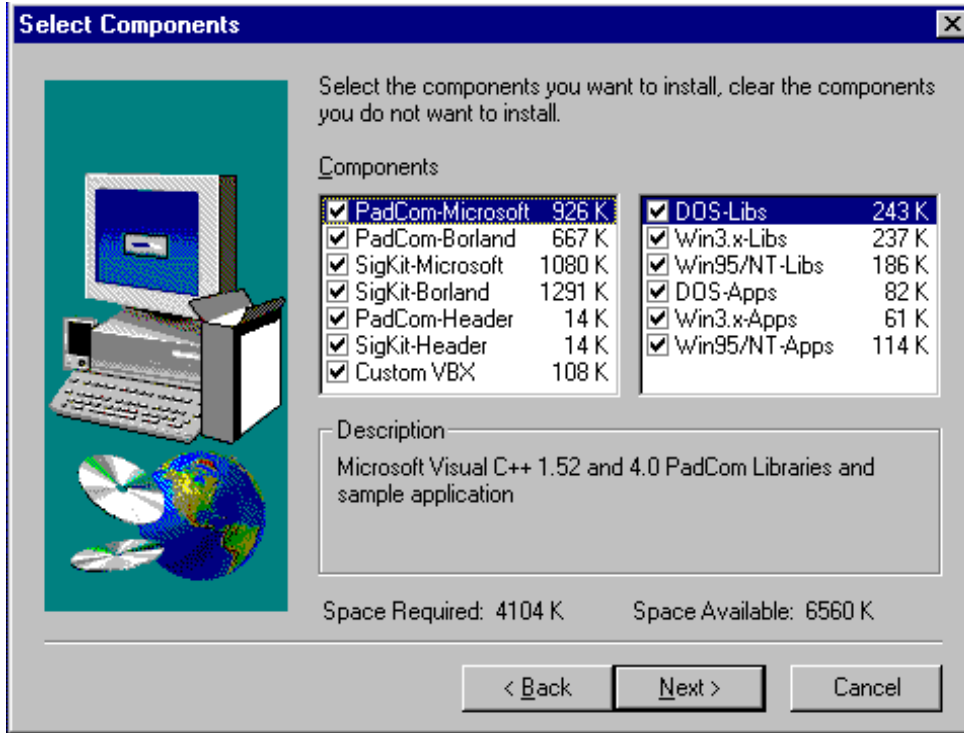 Select Components
Select the components you want to install, clear the components
you do not want to install.
Components
PadCom-Microsoft 926 K
PadCom-Borland 667 K
SigKit-Microsoft 1080 K
SigKit-Borland 1291 K
PadCom-Header 14 K
SigKit-Header 14 K
Custom VBX 108 K
DOS-Libs 243 K
Win3.x-Libs 237 K
Win95/NT-Libs 186 K
DOS-Apps 82 K
Win3.x-Apps 61 K
Win95/NT-Apps 114 K
Description
Microsoft Visual C++ 1.52 and 4.0 PadCom Libraries and
sample application
Space Required: 4104 K Space Available: 6560 K
< Back Next > Cancel